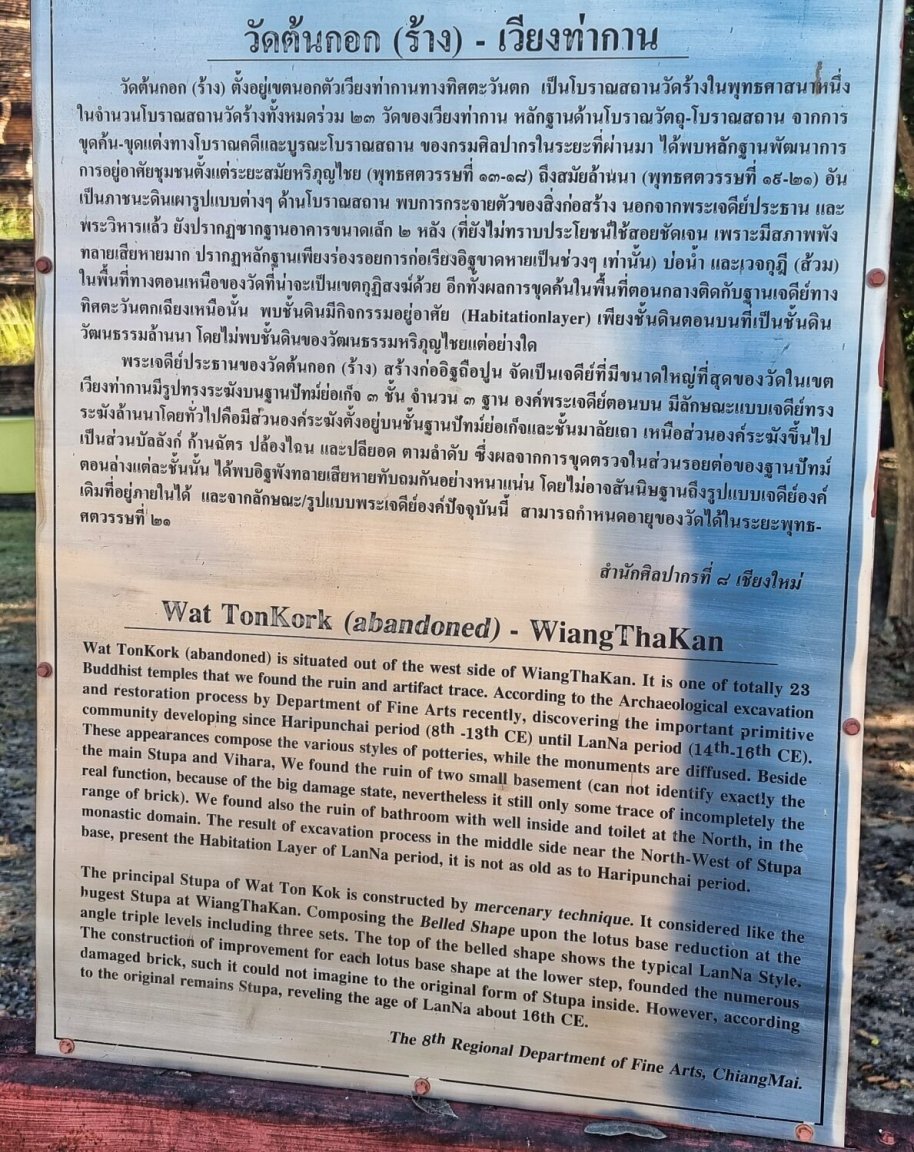 วัดต้นกอก (ร้าง) - เวียงท่ากาน
วัดต้นกอก (ร้าง) ตั้งอยู่เขตนอกตัวเวียงท่ากานทางทิศตะวันตก เป็นโบราณสถานวัดร้างในพุทธศาสนาหนึ่ง
ในจำนวนโบราณสถานวัดร้างทั้งหมดร่วม ๒๓ วัดของเวียงท่ากาน หลักฐานด้านโบราณวัตถุ-โบราณสถาน จากการ
ขุดค้น-ขุดแต่งทางโบราณคดีและบูรณะโบราณสถาน ของกรมศิลปากรในระยะที่ผ่านมา ได้พบหลักฐานพัฒนาการ
การอยู่อาศัยชุมชนตั้งแต่ระยะสมัยหริภุญไชย (พุทธศตวรรษที่ ๑๓-๑๘) ถึงสมัยล้านนา (พุทธศตวรรษที่ ๑๙-๒๑) อัน
เป็นภาชนะดินเผารูปแบบต่างๆ ด้านโบราณสถาน พบการกระจายตัวของสิ่งก่อสร้าง นอกจากพระเจดีย์ประธาน และ
พระวิหารแล้ว ยังปรากฏซากฐานอาคารขนาดเล็ก ๒ หลัง (ที่ยังไม่ทราบประโยชน์ใช้สอยชัดเจน เพราะมีสภาพพัง
ทลายเสียหายมาก ปรากฏหลักฐานเพียงร่องรอยการก่อเรียงอิฐขาดหายเป็นช่วงๆ เท่านั้น) บ่อน้ำ และเวจกุฎี (ส้วม)
ในพื้นที่ทางตอนเหนือของวัดที่น่าจะเป็นเขตกุฏิสงฆ์ด้วย อีกทั้งผลการขุดค้นในพื้นที่ตอนกลางติดกับฐานเจดีย์ทาง
ทิศตะวันตกเฉียงเหนือนั้น พบชั้นดินมีกิจกรรมอยู่อาศัย (Habitationlayer) เพียงชั้นดินตอนบนที่เป็นชั้นดิน
วัฒนธรรมล้านนา โดยไม่พบชั้นดินของวัฒนธรรมหริภุญไชยแต่อย่างใด
พระเจดีย์ประธานของวัดต้นกอก (ร้าง) สร้างก่ออิฐถือปูน จัดเป็นเจดีย์ที่มีขนาดใหญ่ที่สุดของวัดในเขต
เวียงท่ากานมีรูปทรงระฆังบนฐานปัทม์ย่อเก็จ ๓ ชั้น จำนวน ๓ ฐาน องค์พระเจดีย์ตอนบน มีลักษณะแบบเจดีย์ทรง
ระฆังล้านนาโดยทั่วไปคือมีส่วนองค์ระฆังตั้งอยู่บนชั้นฐานปัทม์ย่อเก็จและชั้นมาลัยเถา เหนือส่วนองค์ระฆังขึ้นไป
เป็นส่วนบัลลังก์ ก้านฉัตร ปล้องไฉน และปลียอด ตามลำดับ ซึ่งผลจากการขุดตรวจในส่วนรอยต่อของฐานปัทม์
ตอนล่างแต่ละชั้นนั้น ได้พบอิฐพังทลายเสียหายทับถมกันอย่างหนาแน่น โดยไม่อาจสันนิษฐานถึงรูปแบบเจดีย์องค์
เดิมที่อยู่ภายในได้ และจากลักษณะ/รูปแบบพระเจดีย์องค์ปัจจุบันนี้ สามารถกำหนดอายุของวัดได้ในระยะพุทธ-
ศตวรรษที่ ๒๑
สำนักศิลปากรที่ ๘ เชียงใหม่
Wat TonKork (abandoned) - WiangThaKan
Wat TonKork (abandoned) is situated out of the west side of WiangThaKan. It is one of totally 23
Buddhist temples that we found the ruin and artifact trace. According to the Archaeological excavation
and restoration process by Department of Fine Arts recently, discovering the important primitive
community developing since Haripunchai period (8th -13th CE) until LanNa period (14th-16th CE).
These appearances compose the various styles of potteries, while the monuments are diffused. Beside
the main Stupa and Vihara, We found the ruin of two small basement (can not identify exactly the
real function, because of the big damage state, nevertheless it still only some trace of incompletely the
range of brick). We found also the ruin of bathroom with well inside and toilet at the North, in the
monastic domain. The result of excavation process in the middle side near the North-West of Stupa
base, present the Habitation Layer of LanNa period, it is not as old as to Haripunchai period.
The principal Stupa of Wat Ton Kok is constructed by mercenary technique. It considered like the
bugest Stupa at WiangThaKan. Composing the Belled Shape upon the lotus base reduction at the
angle triple levels including three sets. The top of the belled shape shows the typical LanNa Style.
The construction of improvement for each lotus base shape at the lower step, founded the numerous
damaged brick, such it could not imagine to the original form of Stupa inside. However, according
to the original remains Stupa, reveling the age of LanNa about 16th CE.
The 8th Regional Department of Fine Arts, ChiangMai.